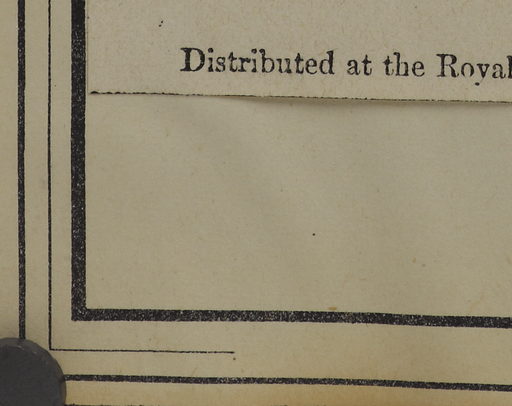 Distributed at the Royal